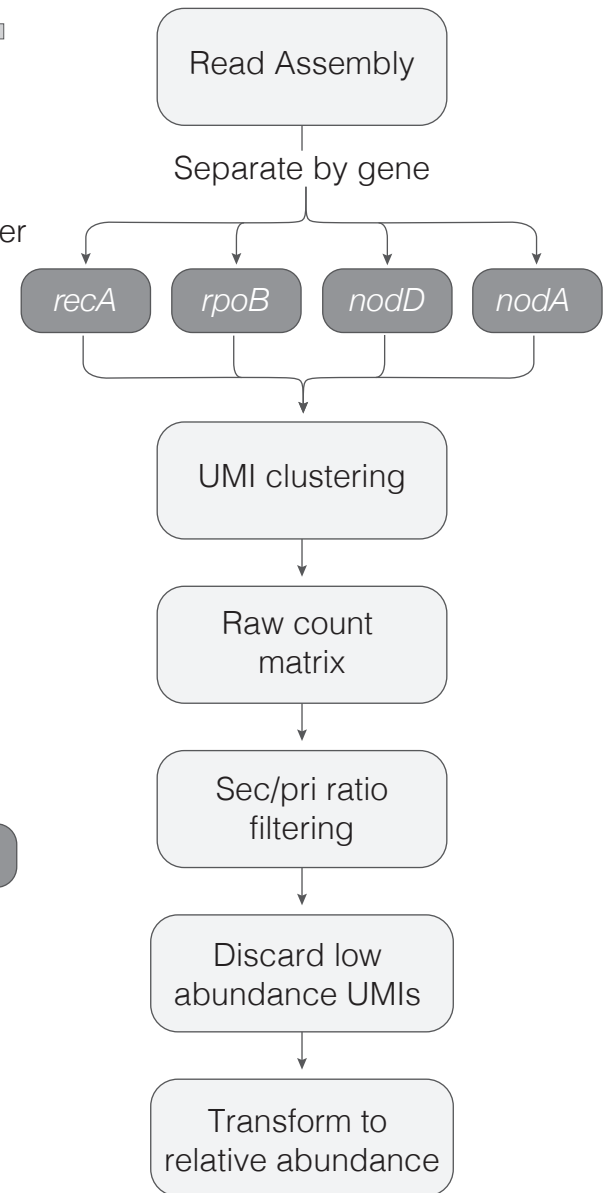 Read Assembly
Separate by gene
er
recA rpoB nodD nodA
UMI clustering
Raw count
matrix
Sec/pri ratio
filtering
Discard low
abundance UMIs
Transform to
relative abundance